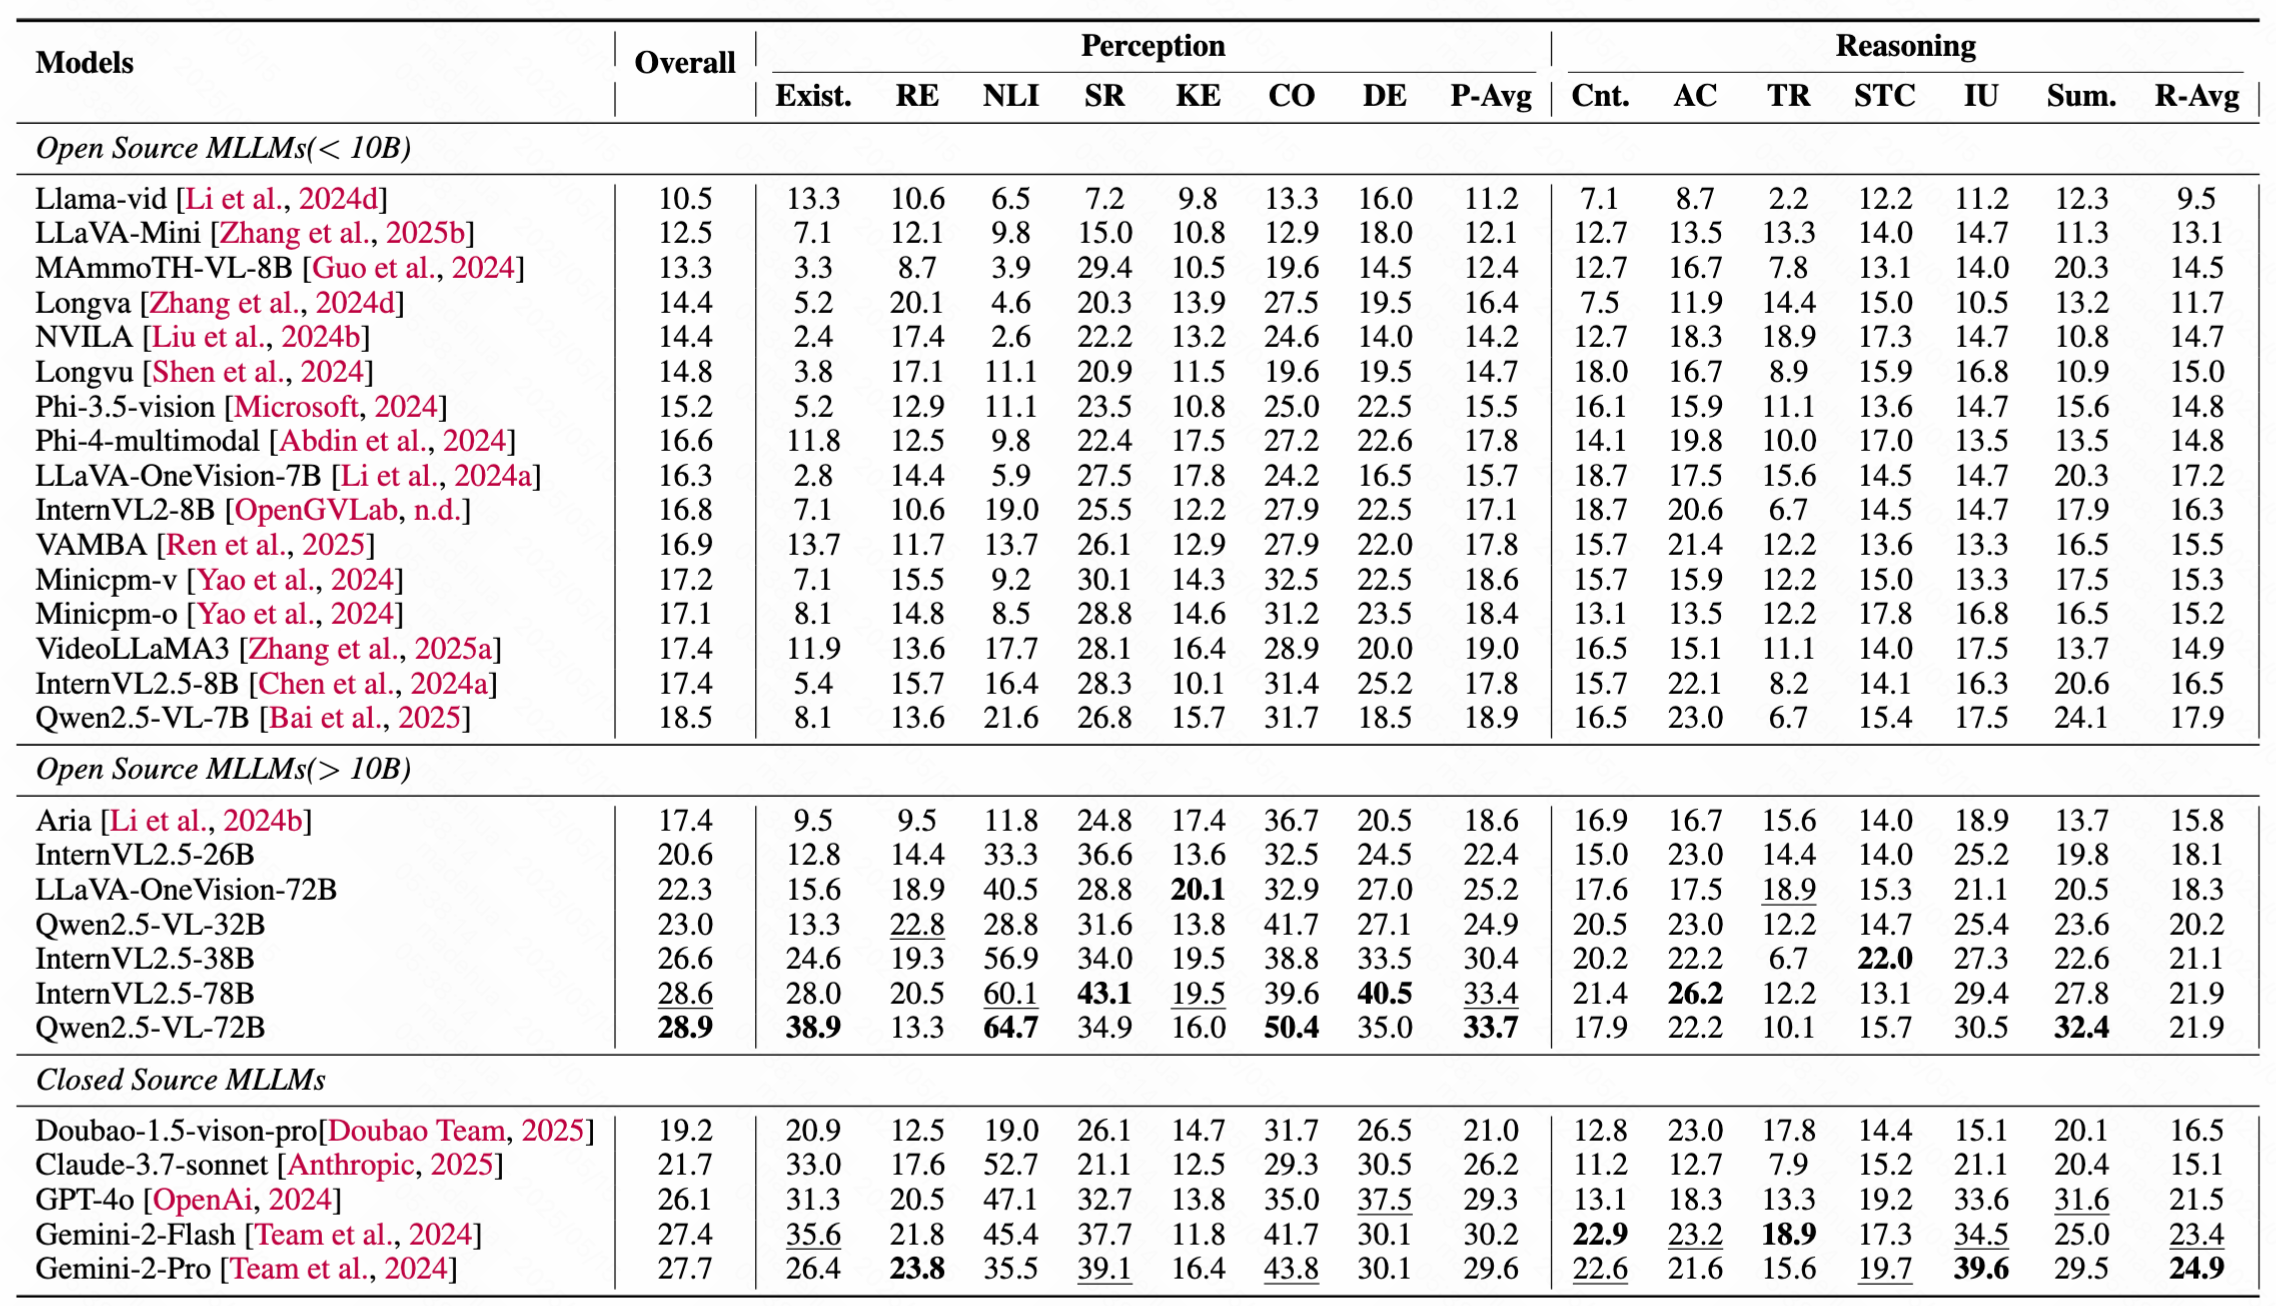 Models Overall Perception Reasoning
Exist. RE NLI SR KE CO DE P-Avg Cnt. AC TR STC IU Sum. R-Avg
Open Source MLLMs(< 10B)
Llama-vid [Li et al., 2024d] 10.5 13.3 10.6 6.5 7.2 9.8 13.3 16.0 11.2 7.1 8.7 2.2 12.2 11.2 12.3 9.5
LLaVA-Mini [Zhang et al., 2025b] 12.5 7.1 12.1 9.8 15.0 10.8 12.9 18.0 12.1 12.7 13.5 13.3 14.0 14.7 11.3 13.1
MAmmoTH-VL-8B [Guo et al., 2024] 13.3 3.3 8.7 3.9 29.4 10.5 19.6 14.5 12.4 12.7 16.7 7.8 13.1 14.0 20.3 14.5
Longva [Zhang et al., 2024d] 14.4 5.2 20.1 4.6 20.3 13.9 27.5 19.5 16.4 7.5 11.9 14.4 15.0 10.5 13.2 11.7
NVILA [Liu et al., 2024b] 14.4 2.4 17.4 2.6 22.2 13.2 24.6 14.0 14.2 12.7 18.3 18.9 17.3 14.7 10.8 14.7
Longvu [Shen et al., 2024] 14.8 3.8 17.1 11.1 20.9 11.5 19.6 19.5 14.7 18.0 16.7 8.9 15.9 16.8 10.9 15.0
Phi-3.5-vision [Microsoft, 2024] 15.2 5.2 12.9 11.1 23.5 10.8 25.0 22.5 15.5 16.1 15.9 11.1 13.6 14.7 15.6 14.8
Phi-4-multimodal [Abdin et al., 2024] 16.6 11.8 12.5 9.8 22.4 17.5 27.2 22.6 17.8 14.1 19.8 10.0 17.0 13.5 13.5 14.8
LLaVA-OneVision-7B [Li et al., 2024a] 16.3 2.8 14.4 5.9 27.5 17.8 24.2 16.5 15.7 18.7 17.5 15.6 14.5 14.7 20.3 17.2
InternVL2-8B [OpenGVLab, n.d.] 16.8 7.1 10.6 19.0 25.5 12.2 27.9 22.5 17.1 18.7 20.6 6.7 14.5 14.7 17.9 16.3
VAMBA [Ren et al., 2025] 16.9 13.7 11.7 13.7 26.1 12.9 27.9 22.0 17.8 15.7 21.4 12.2 13.6 13.3 16.5 15.5
Minicpm-v [Yao et al., 2024] 17.2 7.1 15.5 9.2 30.1 14.3 32.5 22.5 18.6 15.7 15.9 12.2 15.0 13.3 17.5 15.3
Minicpm-o [Yao et al., 2024] 17.1 8.1 14.8 8.5 28.8 14.6 31.2 23.5 18.4 13.1 13.5 12.2 17.8 16.8 16.5 15.2
VideoLLaMA3 [Zhang et al., 2025a] 17.4 11.9 13.6 17.7 28.1 16.4 28.9 20.0 19.0 16.5 15.1 11.1 14.0 17.5 13.7 14.9
InternVL2.5-8B [Chen et al., 2024a] 17.4 5.4 15.7 16.4 28.3 10.1 31.4 25.2 17.8 15.7 22.1 8.2 14.1 16.3 20.6 16.5
Qwen2.5-VL-7B [Bai et al., 2025] 18.5 8.1 13.6 21.6 26.8 15.7 31.7 18.5 18.9 16.5 23.0 6.7 15.4 17.5 24.1 17.9
Open Source MLLMs(> 10B)
Aria [Li et al., 2024b] 17.4 9.5 9.5 11.8 24.8 17.4 36.7 20.5 18.6 16.9 16.7 15.6 14.0 18.9 13.7 15.8
InternVL2.5-26B 20.6 12.8 14.4 33.3 36.6 13.6 32.5 24.5 22.4 15.0 23.0 14.4 14.0 25.2 19.8 18.1
LLaVA-OneVision-72B 22.3 15.6 18.9 40.5 28.8 20.1 32.9 27.0 25.2 17.6 17.5 18.9 15.3 21.1 20.5 18.3
Qwen2.5-VL-32B 23.0 13.3 22.8 28.8 31.6 13.8 41.7 27.1 24.9 20.5 23.0 12.2 14.7 25.4 23.6 20.2
InternVL2.5-38B 26.6 24.6 19.3 56.9 34.0 19.5 38.8 33.5 30.4 20.2 22.2 6.7 22.0 27.3 22.6 21.1
InternVL2.5-78B 28.6 28.0 20.5 60.1 43.1 19.5 39.6 40.5 33.4 21.4 26.2 12.2 13.1 29.4 27.8 21.9
Qwen2.5-VL-72B 28.9 38.9 13.3 64.7 34.9 16.0 50.4 35.0 33.7 17.9 22.2 10.1 15.7 30.5 32.4 21.9
Closed Source MLLMs
Doubao-1.5-vison-pro[Doubao Team, 2025] 19.2 20.9 12.5 19.0 26.1 14.7 31.7 26.5 21.0 12.8 23.0 17.8 14.4 15.1 20.1 16.5
Claude-3.7-sonnet [Anthropic, 2025] 21.7 33.0 17.6 52.7 21.1 12.5 29.3 30.5 26.2 11.2 12.7 7.9 15.2 21.1 20.4 15.1
GPT-4o [OpenAi, 2024] 26.1 31.3 20.5 47.1 32.7 13.8 35.0 37.5 29.3 13.1 18.3 13.3 19.2 33.6 31.6 21.5
Gemini-2-Flash [Team et al., 2024] 27.4 35.6 21.8 45.4 37.7 11.8 41.7 30.1 30.2 22.9 23.2 18.9 17.3 34.5 25.0 23.4
Gemini-2-Pro [Team et al., 2024] 27.7 26.4 23.8 35.5 39.1 16.4 43.8 30.1 29.6 22.6 21.6 15.6 19.7 39.6 29.5 24.9